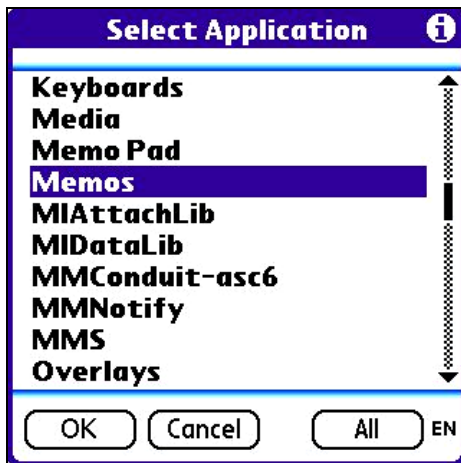 Select Application
Keyboards
Media
Memo Pad
Memos
MIAttachLib
MIDataLib
MMConduit-asc6
MMNotify
MMS
Overlays
OK Cancel All EN